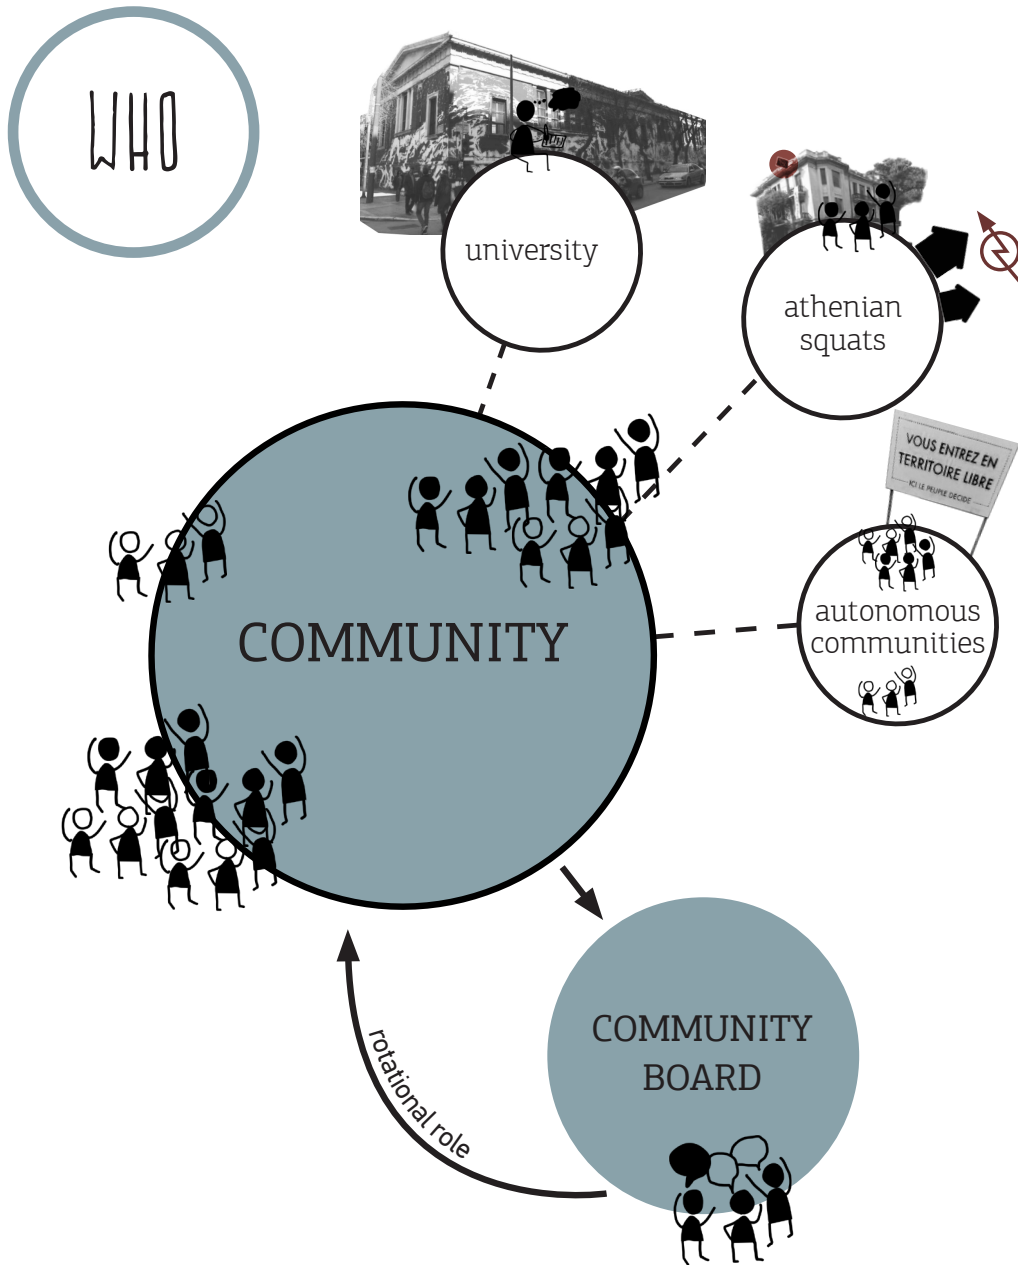 WHO
university
athenian
squats
VOUS ENTREZ EN
TERRITOIRE LIBRE
ICI LE PEUPLE DECIDE
autonomous
communities
COMMUNITY
COMMUNITY
BOARD
rotational role